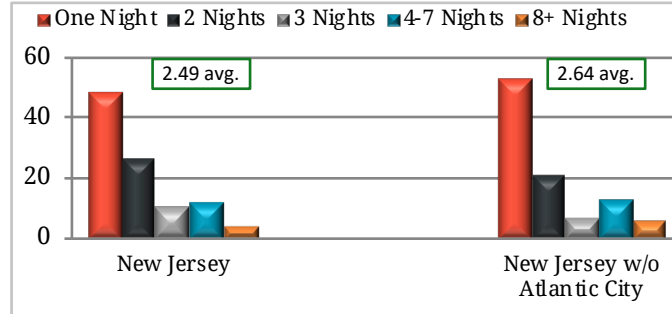 One Night 2 Nights 3 Nights 4-7 Nights 8+ Nights
60
2.49 avg. 2.64 avg.
40
20
0
New Jersey New Jersey w/o
Atlantic City